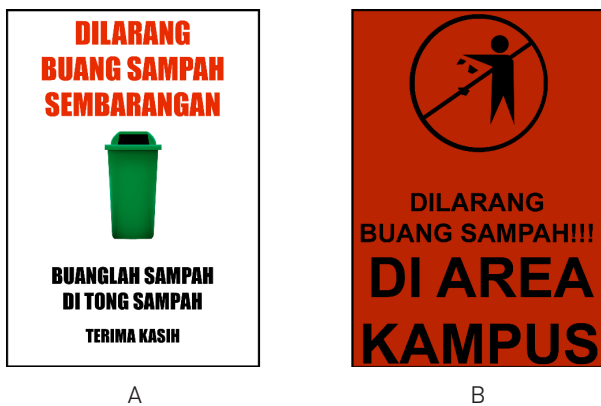 DILARANG
BUANG SAMPAH
SEMBARANGAN
BUANGLAH SAMPAH
DI TONG SAMPAH
TERIMA KASIH
A
DILARANG
BUANG SAMPAH!!!
DI AREA
KAMPUS
B